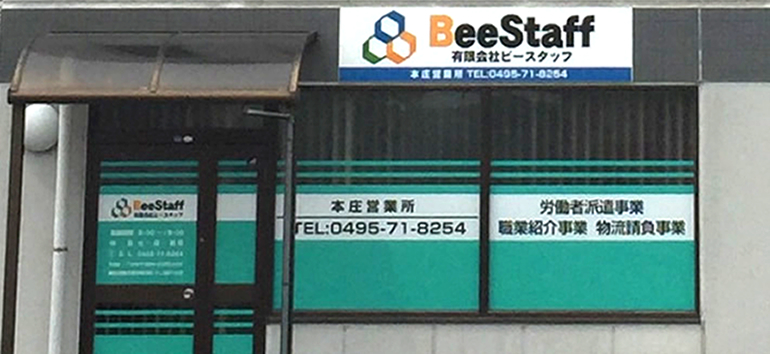 BeeStaff
有限会社ビースタッフ
本庄営業所 TEL:0495-71-8254
BeeStaff
有限会社ビースタッフ
本庄営業所
TEL:0495-71-8254
労働者派遣事業
職業紹介事業 物流請負事業